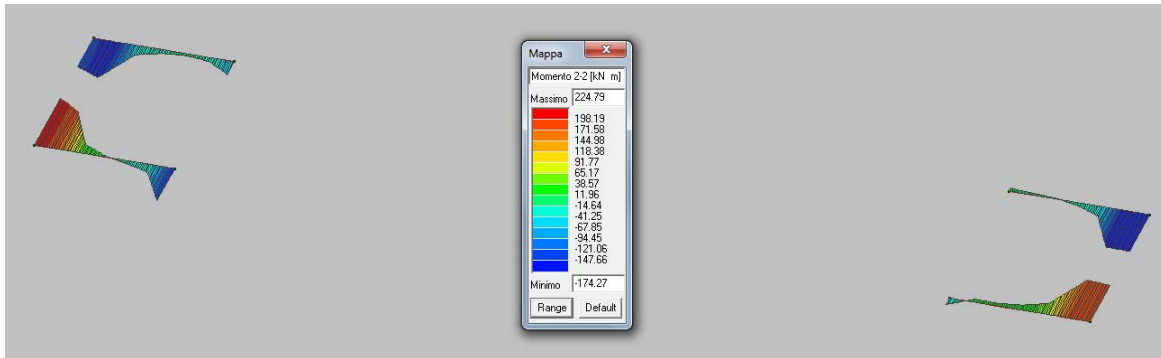 Mappa
Momento 2-2 [kN m]
Massimo 224.79
198.19
171.58
144.98
118.38
91.77
65.17
38.57
11.96
-14.64
-41.25
-67.85
-94.45
-121.06
-147.66
Minimo -174.27
Range Default